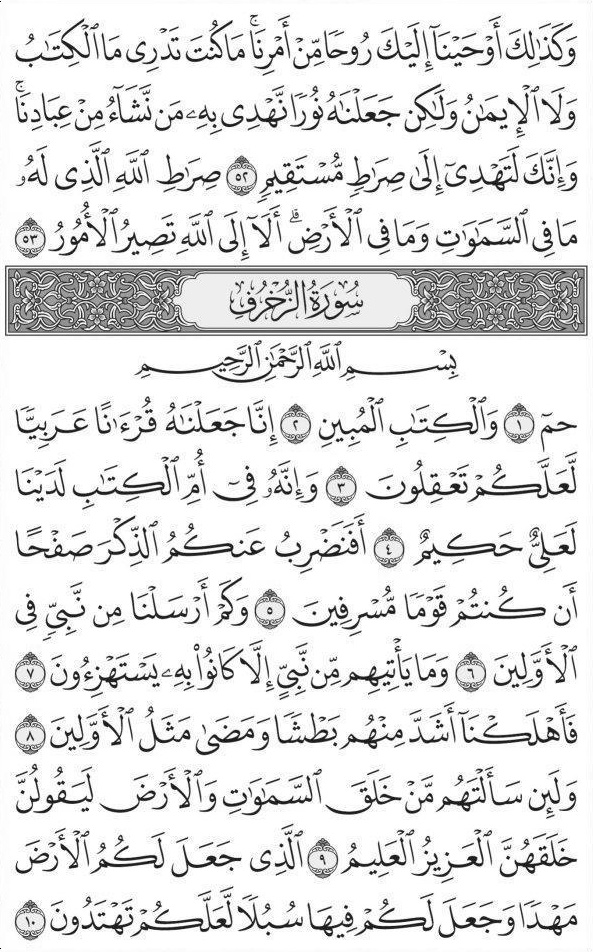 وَكَذَٰلِكَ أَوْحَيْنَآ إِلَيْكَ رُوحًا مِّنْ أَمْرِنَا ۚ مَا كُنتَ تَدْرِى مَا ٱلْكِتَٰبُ
وَلَا ٱلْإِيمَٰنُ وَلَٰكِن جَعَلْنَٰهُ نُورًا نَّهْدِى بِهِۦ مَن نَّشَآءُ مِنْ عِبَادِنَا ۚ
وَإِنَّكَ لَتَهْدِىٓ إِلَىٰ صِرَٰطٍ مُّسْتَقِيمٍ ٥٢ صِرَٰطِ ٱللَّهِ ٱلَّذِى لَهُۥ
مَا فِى ٱلسَّمَٰوَٰتِ وَمَا فِى ٱلْأَرْضِ ۗ أَلَآ إِلَى ٱللَّهِ تَصِيرُ ٱلْأُمُورُ ٥٣
سُورَةُ الزُّخْرُفِ
بِسْمِ ٱللَّهِ ٱلرَّحْمَٰنِ ٱلرَّحِيمِ
حمٓ ١ وَٱلْكِتَٰبِ ٱلْمُبِينِ ٢ إِنَّا جَعَلْنَٰهُ قُرْءَٰنًا عَرَبِيًّا
لَّعَلَّكُمْ تَعْقِلُونَ ٣ وَإِنَّهُۥ فِىٓ أُمِّ ٱلْكِتَٰبِ لَدَيْنَا
لَعَلِىٌّ حَكِيمٌ ٤ أَفَنَضْرِبُ عَنكُمُ ٱلذِّكْرَ صَفْحًا
أَن كُنتُمْ قَوْمًا مُّسْرِفِينَ ٥ وَكَمْ أَرْسَلْنَا مِن نَّبِىٍّ فِى
ٱلْأَوَّلِينَ ٦ وَمَا يَأْتِيهِم مِّن نَّبِىٍّ إِلَّا كَانُوا۟ بِهِۦ يَسْتَهْزِءُونَ ٧
فَأَهْلَكْنَآ أَشَدَّ مِنْهُم بَطْشًا وَمَضَىٰ مَثَلُ ٱلْأَوَّلِينَ ٨
وَلَئِن سَأَلْتَهُم مَّنْ خَلَقَ ٱلسَّمَٰوَٰتِ وَٱلْأَرْضَ لَيَقُولُنَّ
خَلَقَهُنَّ ٱلْعَزِيزُ ٱلْعَلِيمُ ٩ ٱلَّذِى جَعَلَ لَكُمُ ٱلْأَرْضَ
مَهْدًا وَجَعَلَ لَكُمْ فِيهَا سُبُلًا لَّعَلَّكُمْ تَهْتَدُونَ ١٠